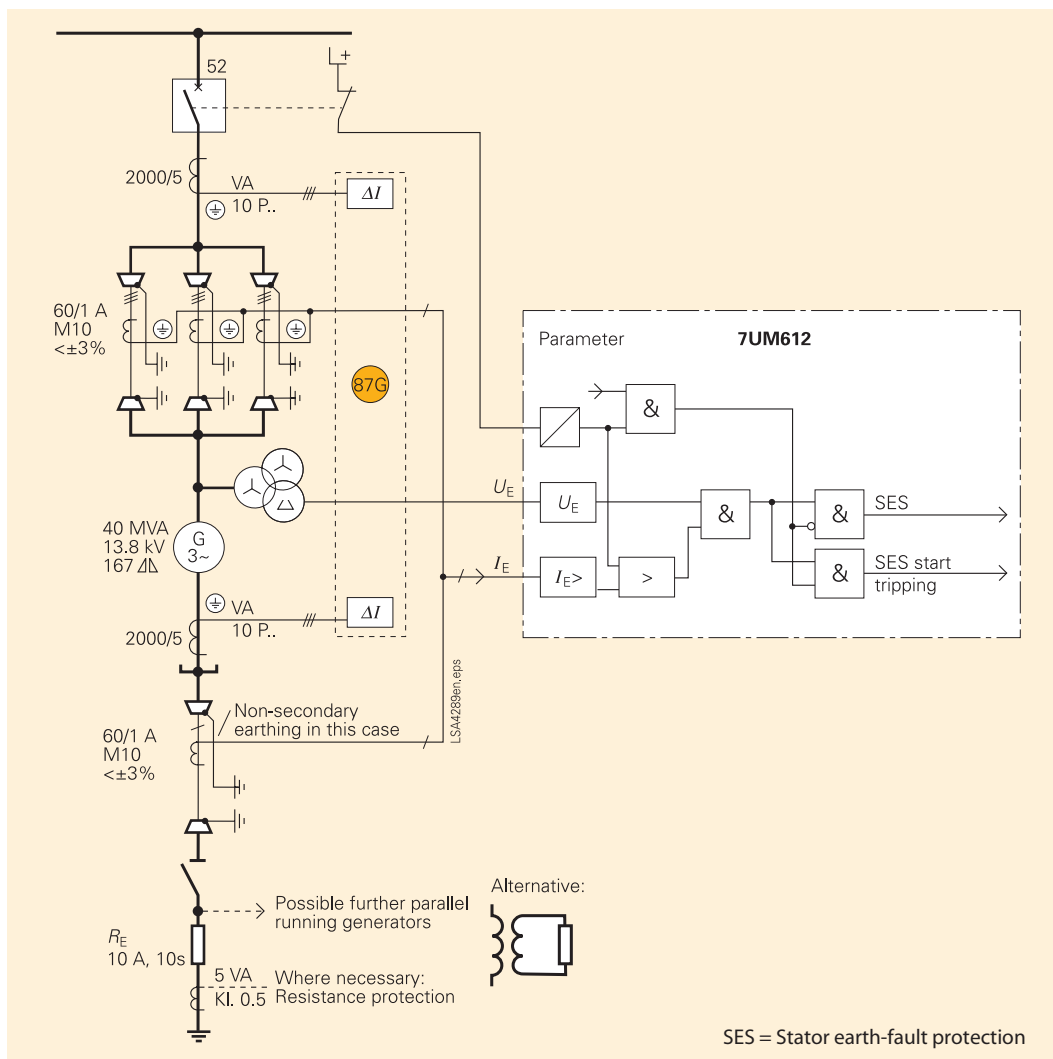 52
+
2000/5
VA
10 P..
ΔI
60/1 A
M10
<±3%
87G
Parameter
7UM612
&
U_E
U_E
&
&
SES
40 MVA
13.8 kV
167
G
3~
I_E
I_E>
>
&
SES start
tripping
VA
10 P..
ΔI
2000/5
LSA4289en.eps
Non-secondary
earthing in this case
60/1 A
M10
<±3%
Possible further parallel
running generators
Alternative:
R_E
10 A, 10s
5 VA
Kl. 0.5
Where necessary:
Resistance protection
SES = Stator earth-fault protection